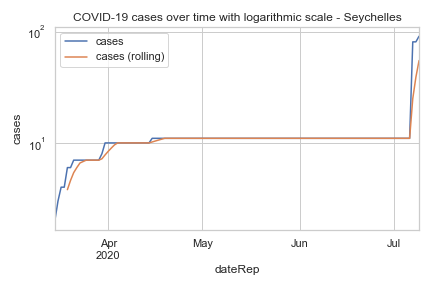 COVID-19 cases over time with logarithmic scale - Seychelles
cases
cases (rolling)
10²
10¹
cases
Apr
2020
May
Jun
Jul
dateRep